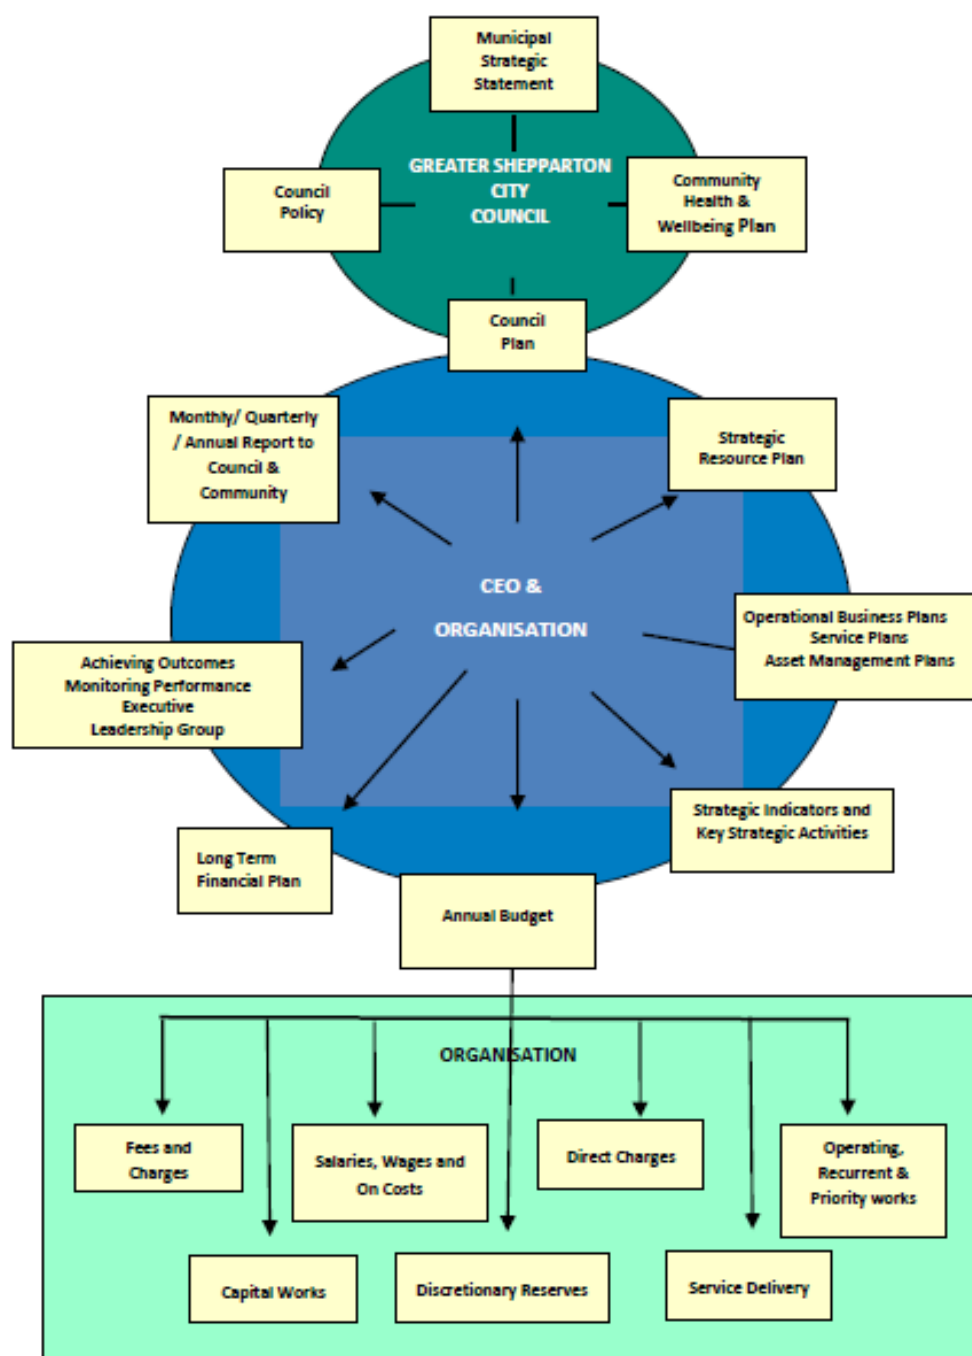 Municipal
Strategic
Statement
GREATER SHEPPARTON
CITY
COUNCIL
Council
Policy
Community
Health &
Wellbeing Plan
Council
Plan
Monthly/ Quarterly
/ Annual Report to
Council &
Community
Strategic
Resource Plan
CEO &
ORGANISATION
Operational Business Plans
Service Plans
Asset Management Plans
Achieving Outcomes
Monitoring Performance
Executive
Leadership Group
Strategic Indicators and
Key Strategic Activities
Long Term
Financial Plan
Annual Budget
ORGANISATION
Fees and
Charges
Salaries, Wages and
On Costs
Direct Charges
Operating,
Recurrent &
Priority works
Capital Works
Discretionary Reserves
Service Delivery